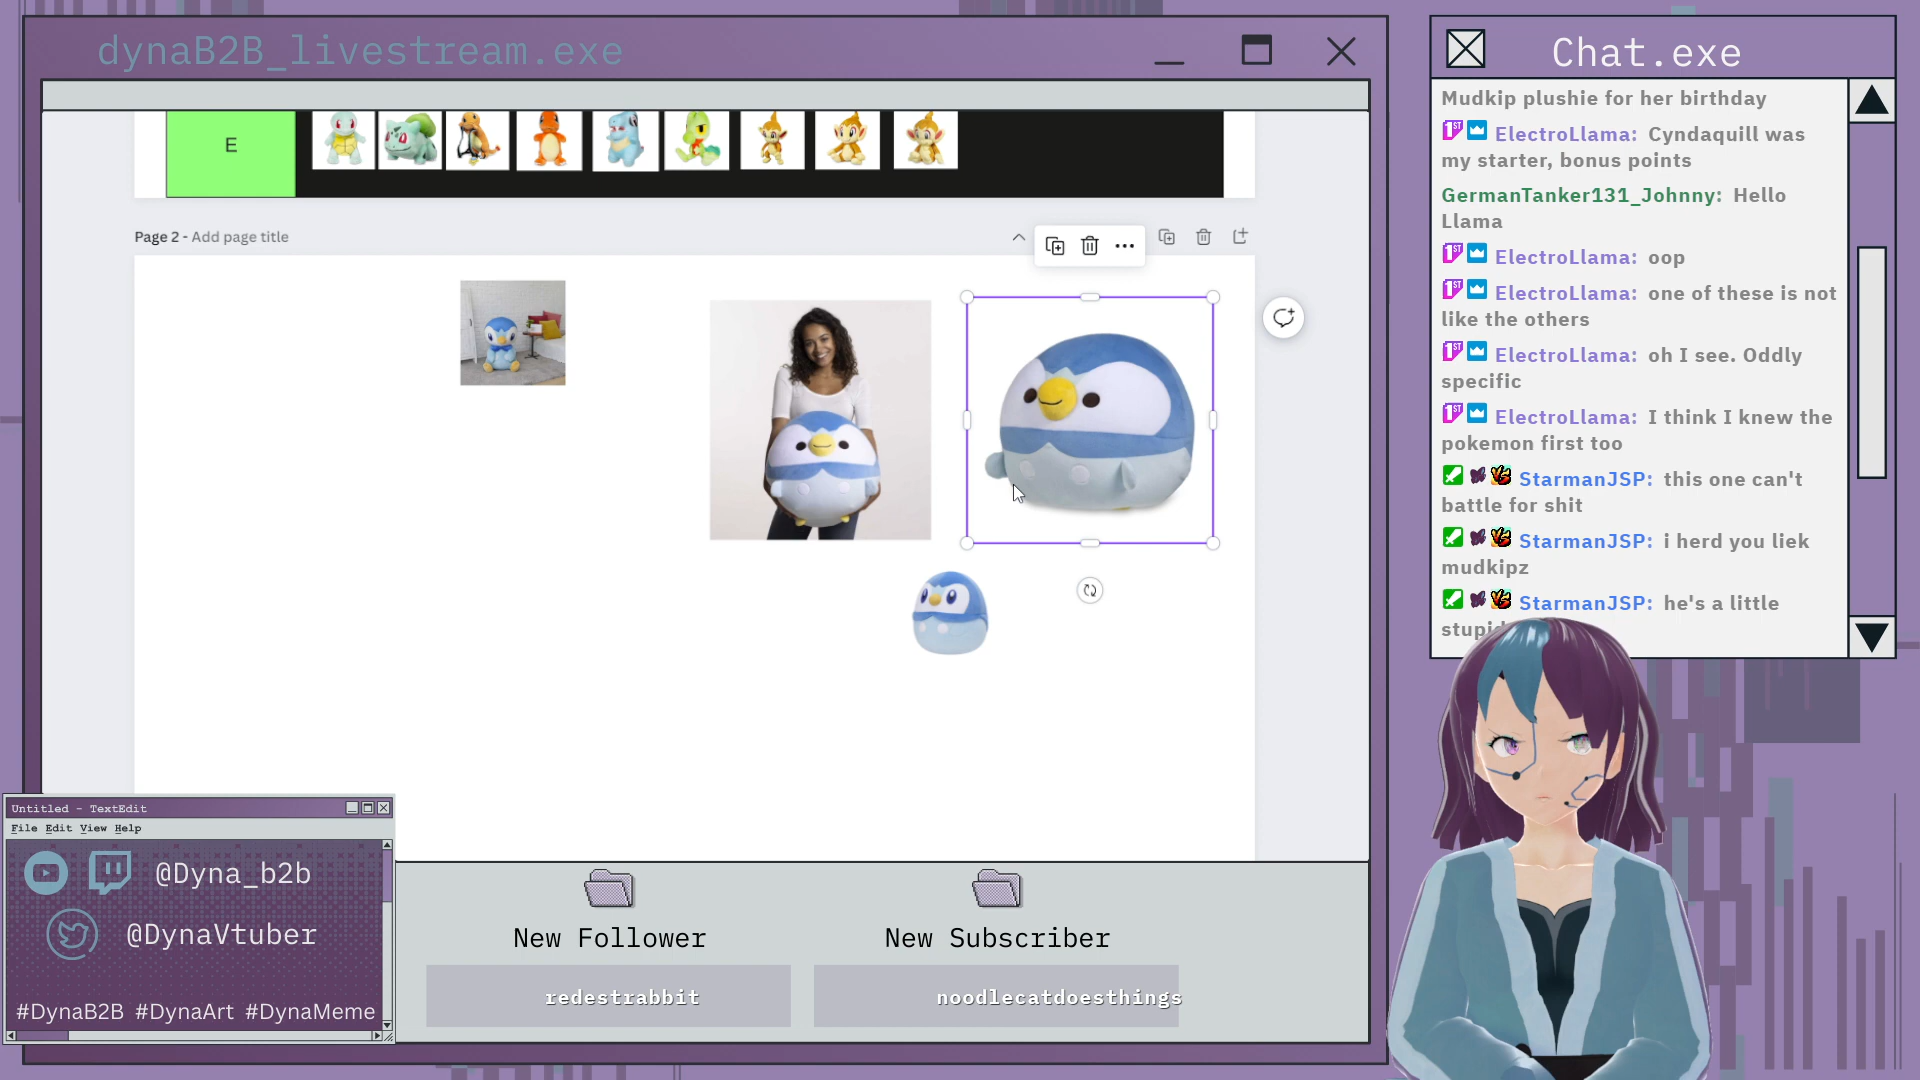 dynaB2B_livestream.exe
E
Page 2 - Add page title
Chat.exe
Mudkip plushie for her birthday
ElectroLlama: Cyndaquill was
my starter, bonus points
GermanTanker131_Johnny: Hello
Llama
ElectroLlama: oop
ElectroLlama: one of these is not
like the others
ElectroLlama: oh I see. Oddly
specific
ElectroLlama: I think I knew the
pokemon first too
StarmanJSP: this one can't
battle for shit
StarmanJSP: i herd you liek
mudkipz
StarmanJSP: he's a little
Untitled - TextEdit
File Edit View Help
@Dyna_b2b
@DynaVtuber
#DynaB2B #DynaArt #DynaMeme
New Follower
redestrabbit
New Subscriber
noodlecatdoesthings